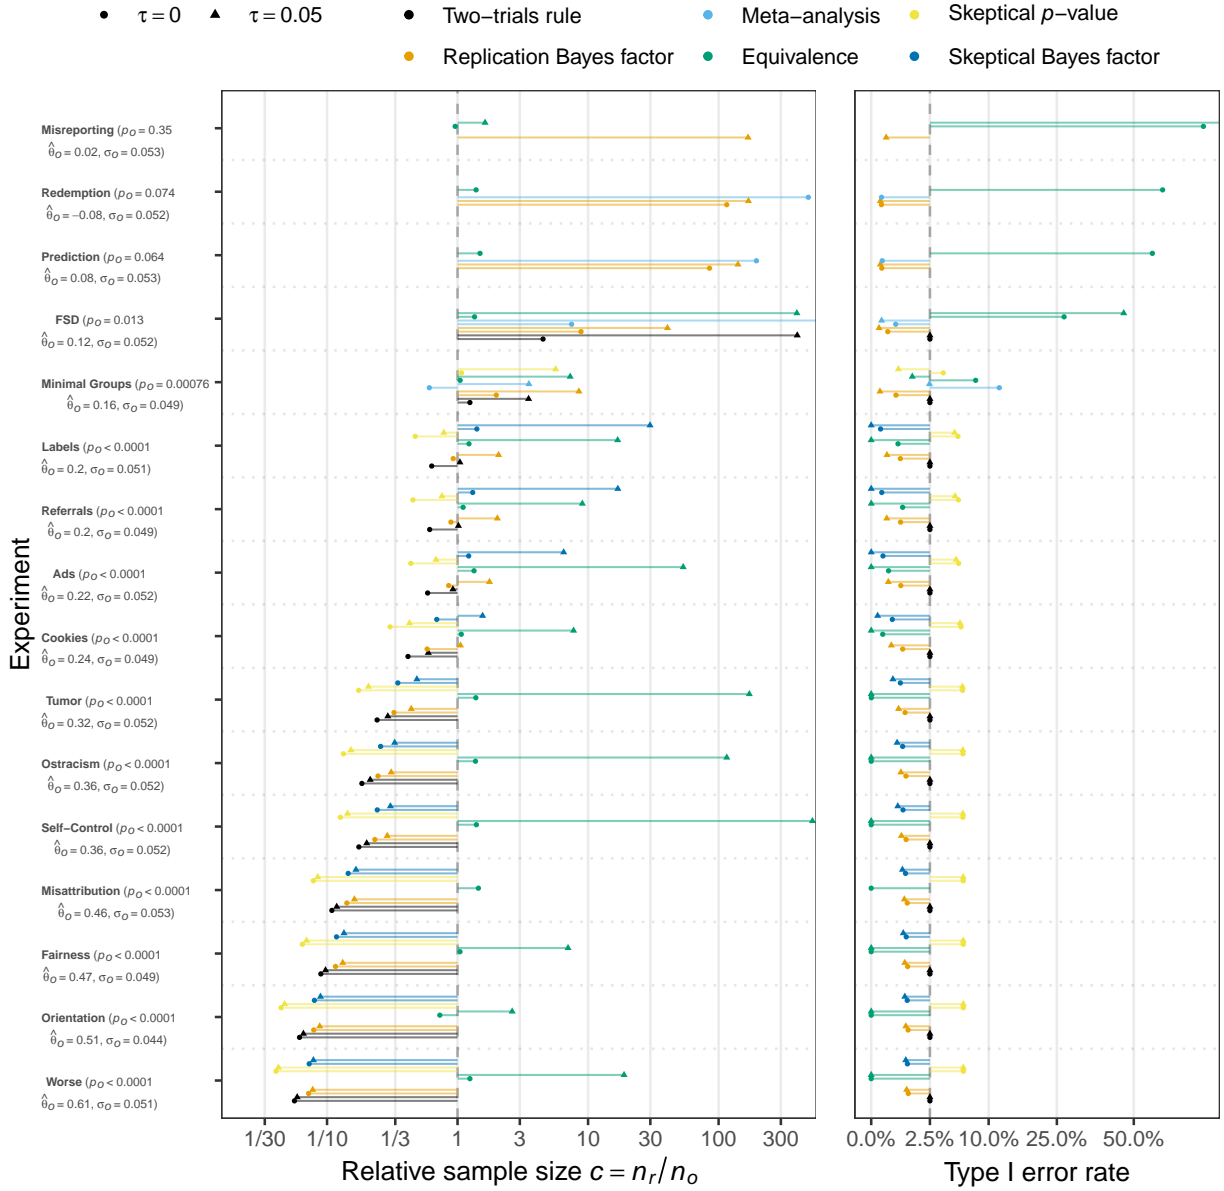 τ = 0 τ = 0.05 Two−trials rule Meta−analysis Skeptical p−value
Replication Bayes factor Equivalence Skeptical Bayes factor
Experiment
Misreporting (po = 0.35
θ̂o = 0.02, σo = 0.053)
Redemption (po = 0.074
θ̂o = −0.08, σo = 0.052)
Prediction (po = 0.064
θ̂o = 0.08, σo = 0.053)
FSD (po = 0.013
θ̂o = 0.12, σo = 0.052)
Minimal Groups (po = 0.00076
θ̂o = 0.16, σo = 0.049)
Labels (po < 0.0001
θ̂o = 0.2, σo = 0.051)
Referrals (po < 0.0001
θ̂o = 0.2, σo = 0.049)
Ads (po < 0.0001
θ̂o = 0.22, σo = 0.052)
Cookies (po < 0.0001
θ̂o = 0.24, σo = 0.049)
Tumor (po < 0.0001
θ̂o = 0.32, σo = 0.052)
Ostracism (po < 0.0001
θ̂o = 0.36, σo = 0.052)
Self−Control (po < 0.0001
θ̂o = 0.36, σo = 0.052)
Misattribution (po < 0.0001
θ̂o = 0.46, σo = 0.053)
Fairness (po < 0.0001
θ̂o = 0.47, σo = 0.049)
Orientation (po < 0.0001
θ̂o = 0.51, σo = 0.044)
Worse (po < 0.0001
θ̂o = 0.61, σo = 0.051)
1/30 1/10 1/3 1 3 10 30 100 300 0.0% 2.5% 10.0% 25.0% 50.0%
Relative sample size c = nr/no Type I error rate